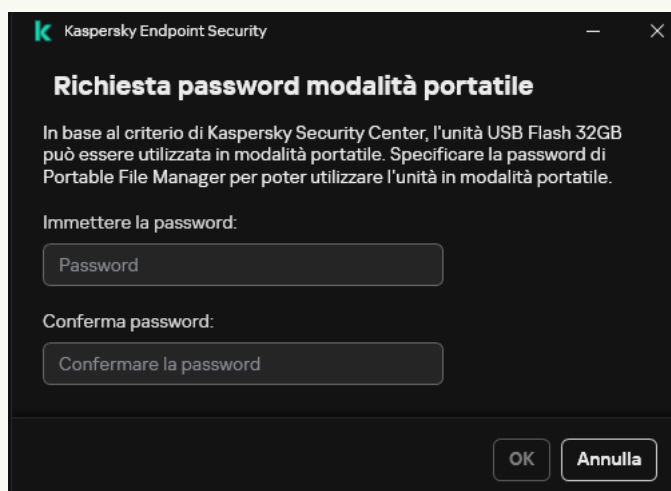 Kaspersky Endpoint Security
Richiesta password modalità portatile
In base al criterio di Kaspersky Security Center, l'unità USB Flash 32GB
può essere utilizzata in modalità portatile. Specificare la password di
Portable File Manager per poter utilizzare l'unità in modalità portatile.
Immettere la password:
Password
Conferma password:
Confermare la password
OK
Annulla